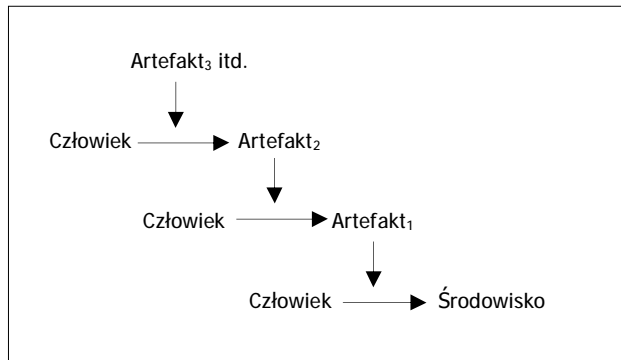 Artefakt₃ itd.
Człowiek Artefakt₂
Człowiek Artefakt₁
Człowiek Środowisko